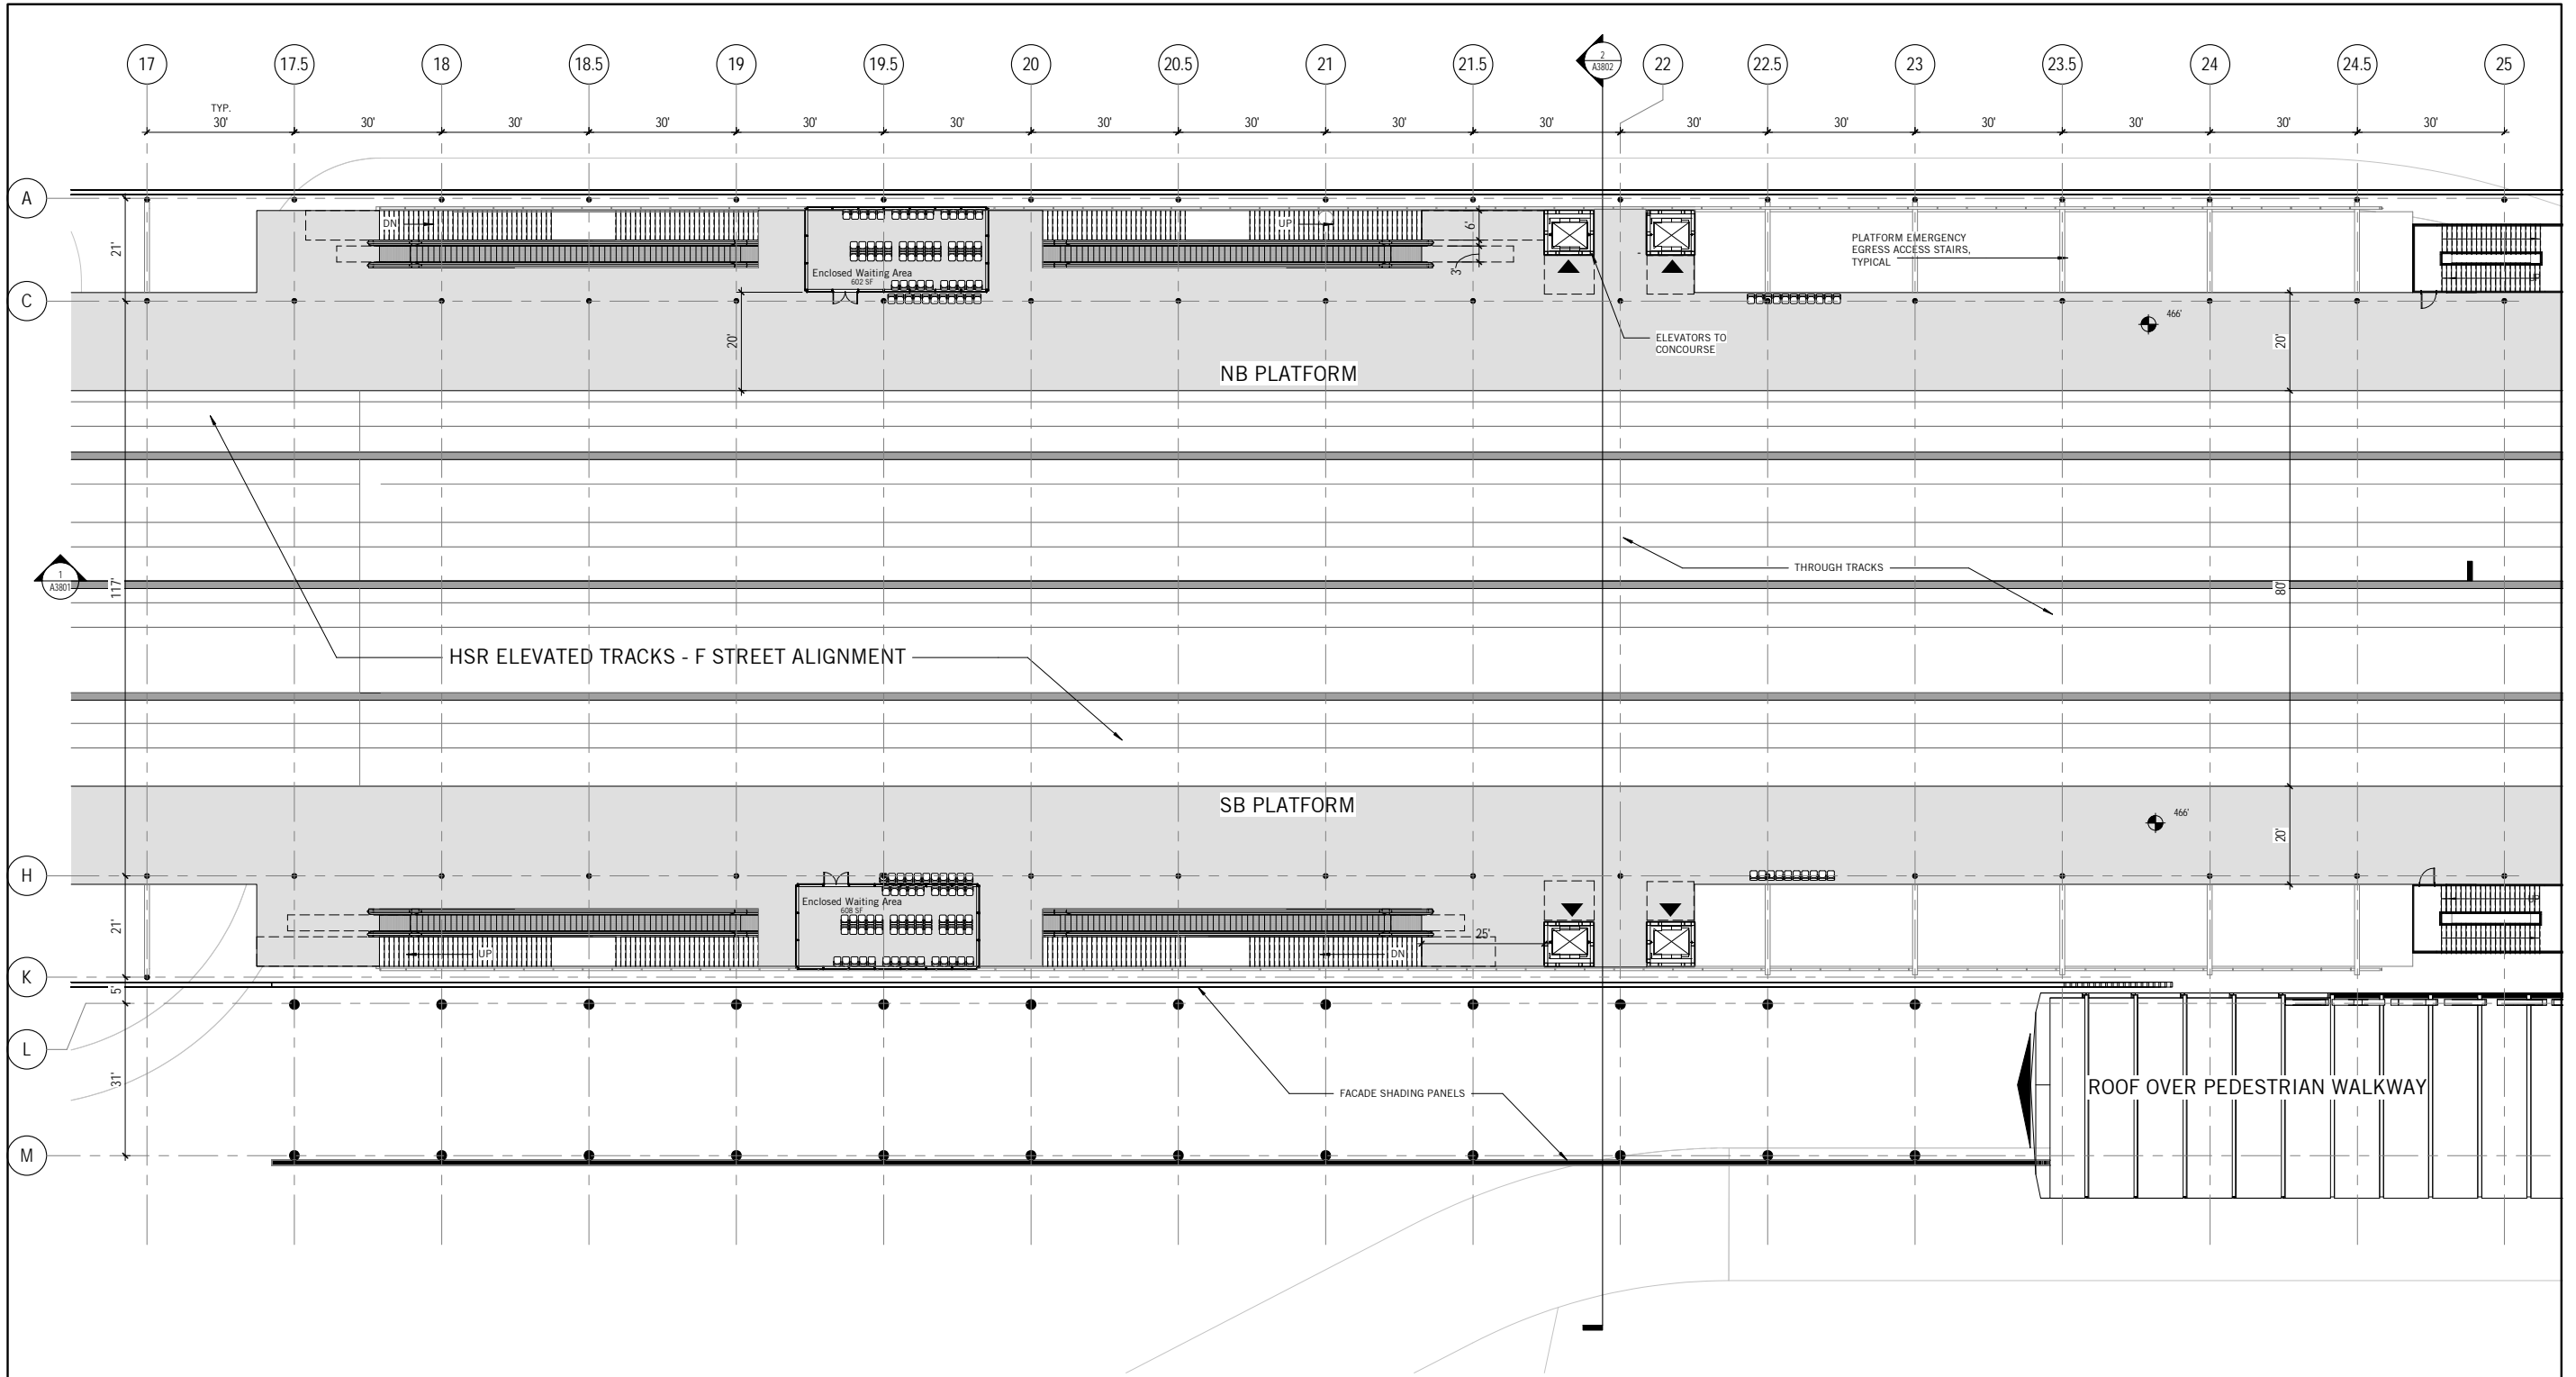 17 17.5 18 18.5 19 19.5 20 20.5 21 21.5 22 22.5 23 23.5 24 24.5 25
2
A3802
TYP.
30' 30' 30' 30' 30' 30' 30' 30' 30' 30' 30' 30' 30' 30' 30' 30'
A
DN
UP
6'
21'
3'
PLATFORM EMERGENCY
EGRESS ACCESS STAIRS,
TYPICAL
Enclosed Waiting Area
602 SF
C
466'
20'
ELEVATORS TO
CONCOURSE
20'
NB PLATFORM
1
A3801
117'
THROUGH TRACKS
80'
HSR ELEVATED TRACKS - F STREET ALIGNMENT
SB PLATFORM
466'
20'
H
Enclosed Waiting Area
608 SF
21'
25'
UP
DN
K
5'
L
31'
FACADE SHADING PANELS
ROOF OVER PEDESTRIAN WALKWAY
M